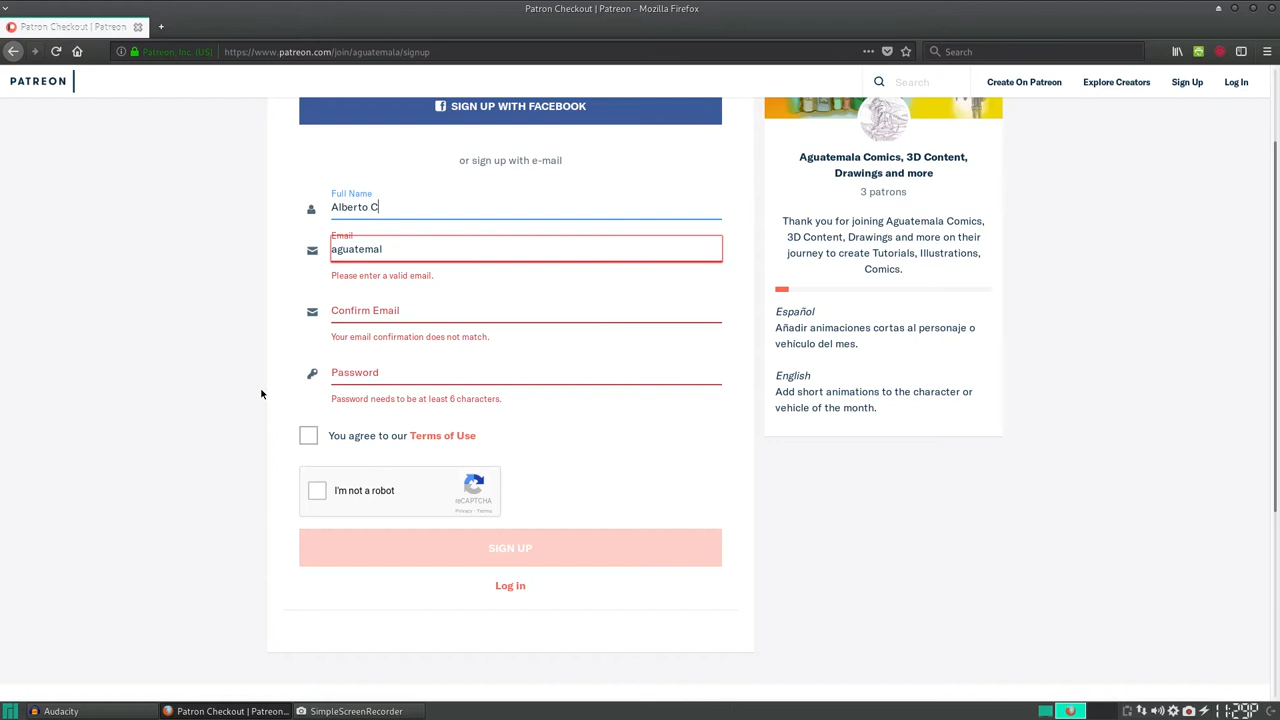 Patron Checkout | Patreon - Mozilla Firefox
Patron Checkout | Patreon
Patreon, Inc. (US)
https://www.patreon.com/join/aguatemala/signup
Search
PATREON
Search
Create On Patreon
Explore Creators
Sign Up
Log In
SIGN UP WITH FACEBOOK
or sign up with e-mail
Full Name
Alberto C
Email
aguatemal
Please enter a valid email.
Confirm Email
Your email confirmation does not match.
Password
Password needs to be at least 6 characters.
You agree to our Terms of Use
I'm not a robot
reCAPTCHA
Privacy - Terms
SIGN UP
Log in
Aguatemala Comics, 3D Content,
Drawings and more
3 patrons
Thank you for joining Aguatemala Comics,
3D Content, Drawings and more on their
journey to create Tutorials, Illustrations,
Comics.
Español
Añadir animaciones cortas al personaje o
vehículo del mes.
English
Add short animations to the character or
vehicle of the month.
Audacity
Patron Checkout | Patreon...
SimpleScreenRecorder